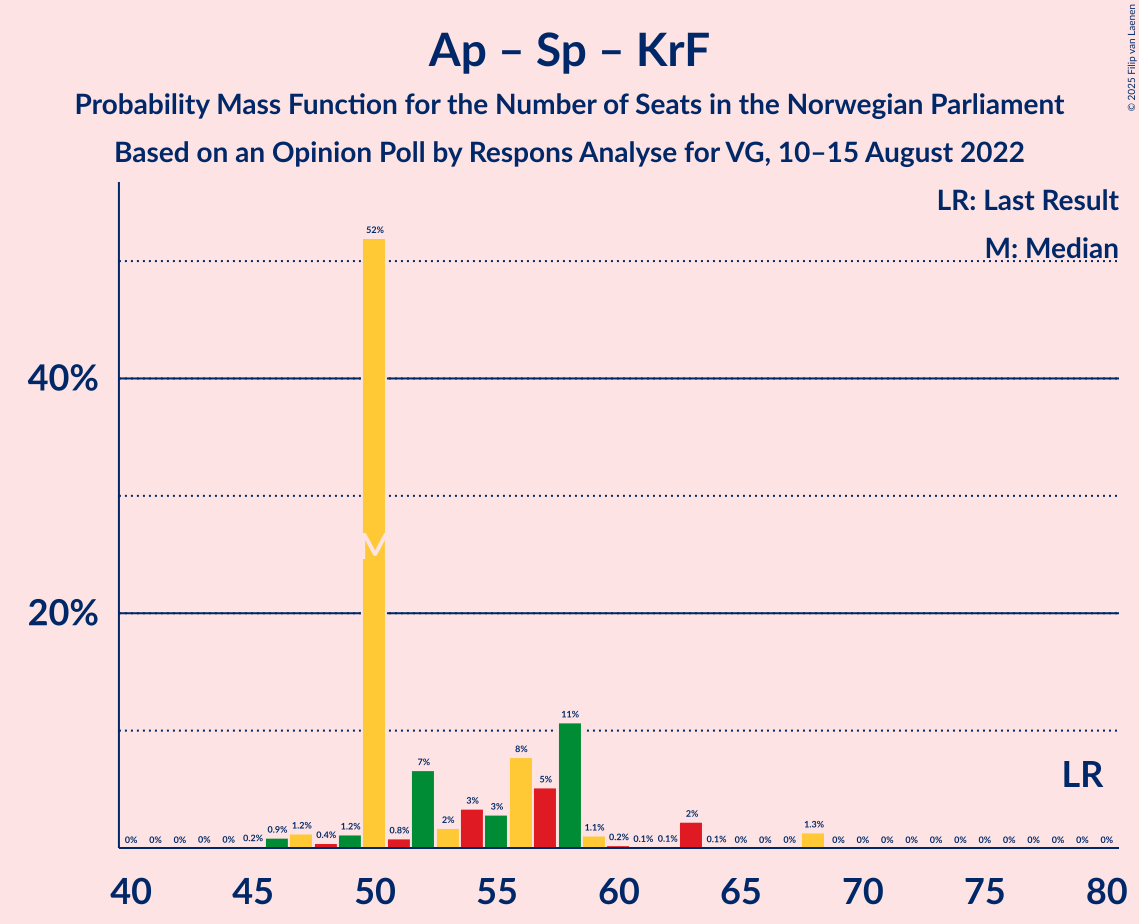 Ap – Sp – KrF
Probability Mass Function for the Number of Seats in the Norwegian Parliament
Based on an Opinion Poll by Respons Analyse for VG, 10–15 August 2022
© 2025 Filip van Laenen
LR: Last Result
M: Median
40%
20%
0% 0% 0% 0% 0% 0.2% 0.9% 1.2% 0.4% 1.2% 52% 0.8% 7% 2% 3% 3% 8% 5% 11% 1.1% 0.2% 0.1% 0.1% 2% 0.1% 0% 0% 0% 1.3% 0% 0% 0% 0% 0% 0% 0% 0% 0% 0% 0% 0%
M
LR
40 45 50 55 60 65 70 75 80